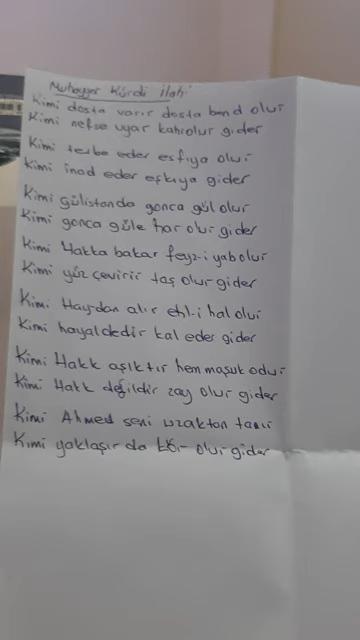 Muhayyer Kürdi İlahi
Kimi dosta varır dosta bend olur
Kimi nefse uyar kahrolur gider
Kimi tevbe eder esfiya olur
Kimi inad eder eşkıya gider
Kimi gülistanda gonca gül olur
Kimi gonca güle har olur gider
Kimi Hakka bakar feyz-i yab olur
Kimi yüz çevirir taş olur gider
Kimi Haydan alır ehl-i hal olur
Kimi hayaldedir kal eder gider
Kimi Hakk aşıktır hem maşuk odur
Kimi Hakk değildir zay olur gider
Kimi Ahmed seni uzaktan tanır
Kimi yaklaşır da kör olur gider